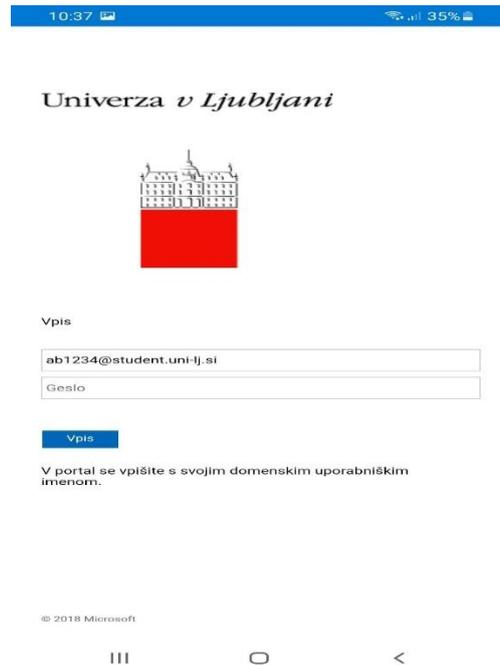 10:37 35%
Univerza v Ljubljani
Vpis
ab1234@student.uni-lj.si
Geslo
Vpis
V portal se vpišite s svojim domenskim uporabniškim
imenom.
© 2018 Microsoft